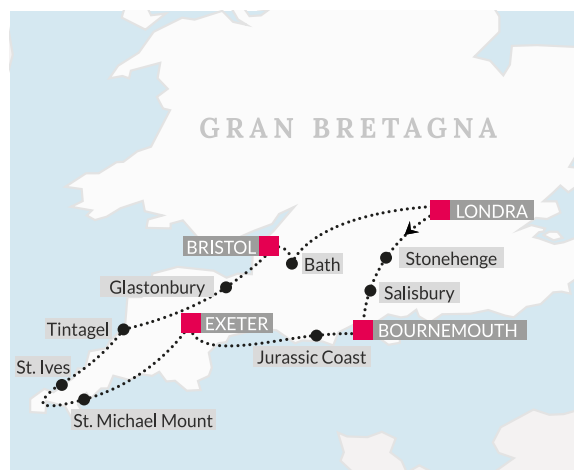 GRAN BRETAGNA
LONDRA
BRISTOL
Bath
Stonehenge
Glastonbury
Salisbury
Tintagel
EXETER
BOURNEMOUTH
Jurassic Coast
St. Ives
St. Michael Mount